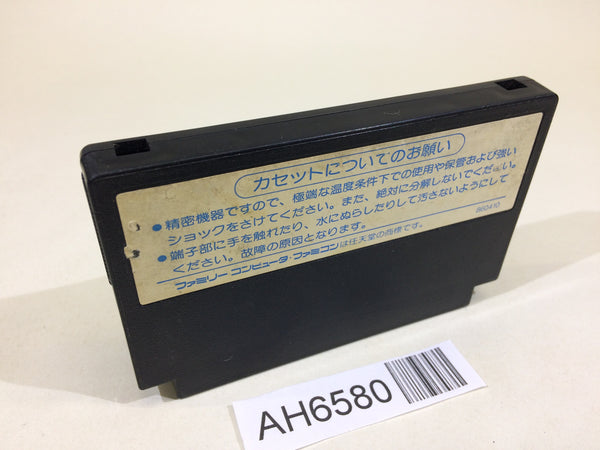 カセットについてのお願い
●精密機器ですので、極端な温度条件下での使用や保管および強い
ショックをさけてください。また、絶対に分解しないでください。
●端子部に手を触れたり、水にぬらしたりして汚さないようにして
ください。故障の原因となります。
860410
ファミリーコンピュータ・ファミコンは任天堂の商標です。
AH6580